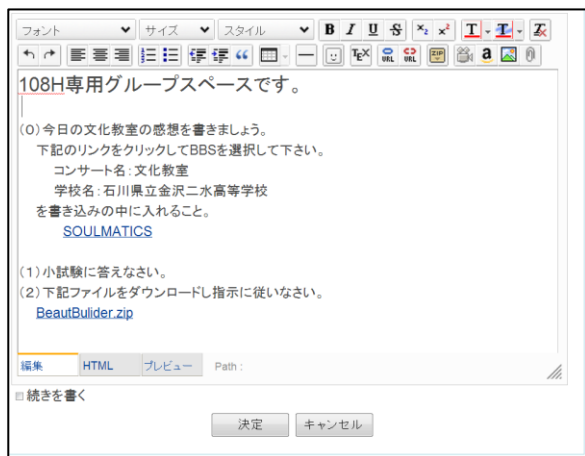 フォント サイズ スタイル B I U S ×₂ ×² T T T
TEX URL URL ZIP a
108H専用グループスペースです。
(0)今日の文化教室の感想を書きましょう。
下記のリンクをクリックしてBBSを選択して下さい。
コンサート名:文化教室
学校名:石川県立金沢二水高等学校
を書き込みの中に入れること。
SOULMATICS
(1)小試験に答えなさい。
(2)下記ファイルをダウンロードし指示に従いなさい。
BeautBulider.zip
編集 HTML プレビュー Path :
続きを書く
決定 キャンセル